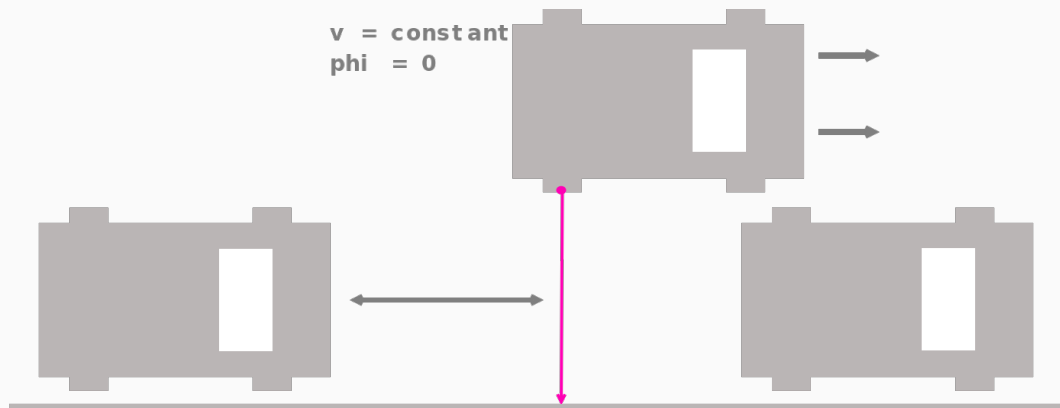 v = constant
phi = 0